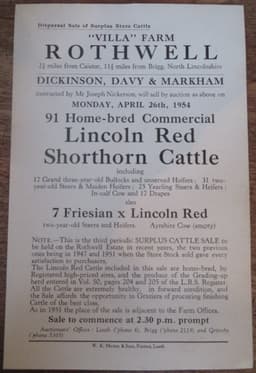 Dispersal Sale of Surplus Store Cattle
"VILLA" FARM
ROTHWELL
2½ miles from Caistor, 11½ miles from Brigg, North Lincolnshire
DICKINSON, DAVY & MARKHAM
instructed by Mr Joseph Nickerson, will sell by auction as above on
MONDAY, APRIL 26th, 1954
91 Home-bred Commercial
Lincoln Red
Shorthorn Cattle
including
17 Grand three-year-old Bullocks and unserved Heifers; 31 two-
year-old Steers & Maiden Heifers; 25 Yearling Steers & Heifers;
In-calf Cow and 17 Drapes
also
7 Friesian x Lincoln Red
two-year-old Steers and Heifers. Ayrshire Cow (empty)
NOTE.—This is the third periodic SURPLUS CATTLE SALE to
be held on the Rothwell Estate in recent years, the two previous
ones being in 1947 and 1951 when the Store Stock sold gave every
satisfaction to purchasers.
The Lincoln Red Cattle included in this sale are home-bred, by
Registered high-priced sires, and the produce of the Grading-up
herd entered in Vol. 50, pages 204 and 205 of the L.R.S. Register.
All the Cattle are extremely healthy, in forward condition, and
the Sale affords the opportunity to Graziers of procuring finishing
Cattle of the best class.
As in 1951 the place of the sale is adjacent to the Farm Offices.
Sale to commence at 2.30 p.m. prompt
Auctioneers' Offices: Louth ('phone 6), Brigg ('phone 2114) and Grimsby
('phone
Louth.